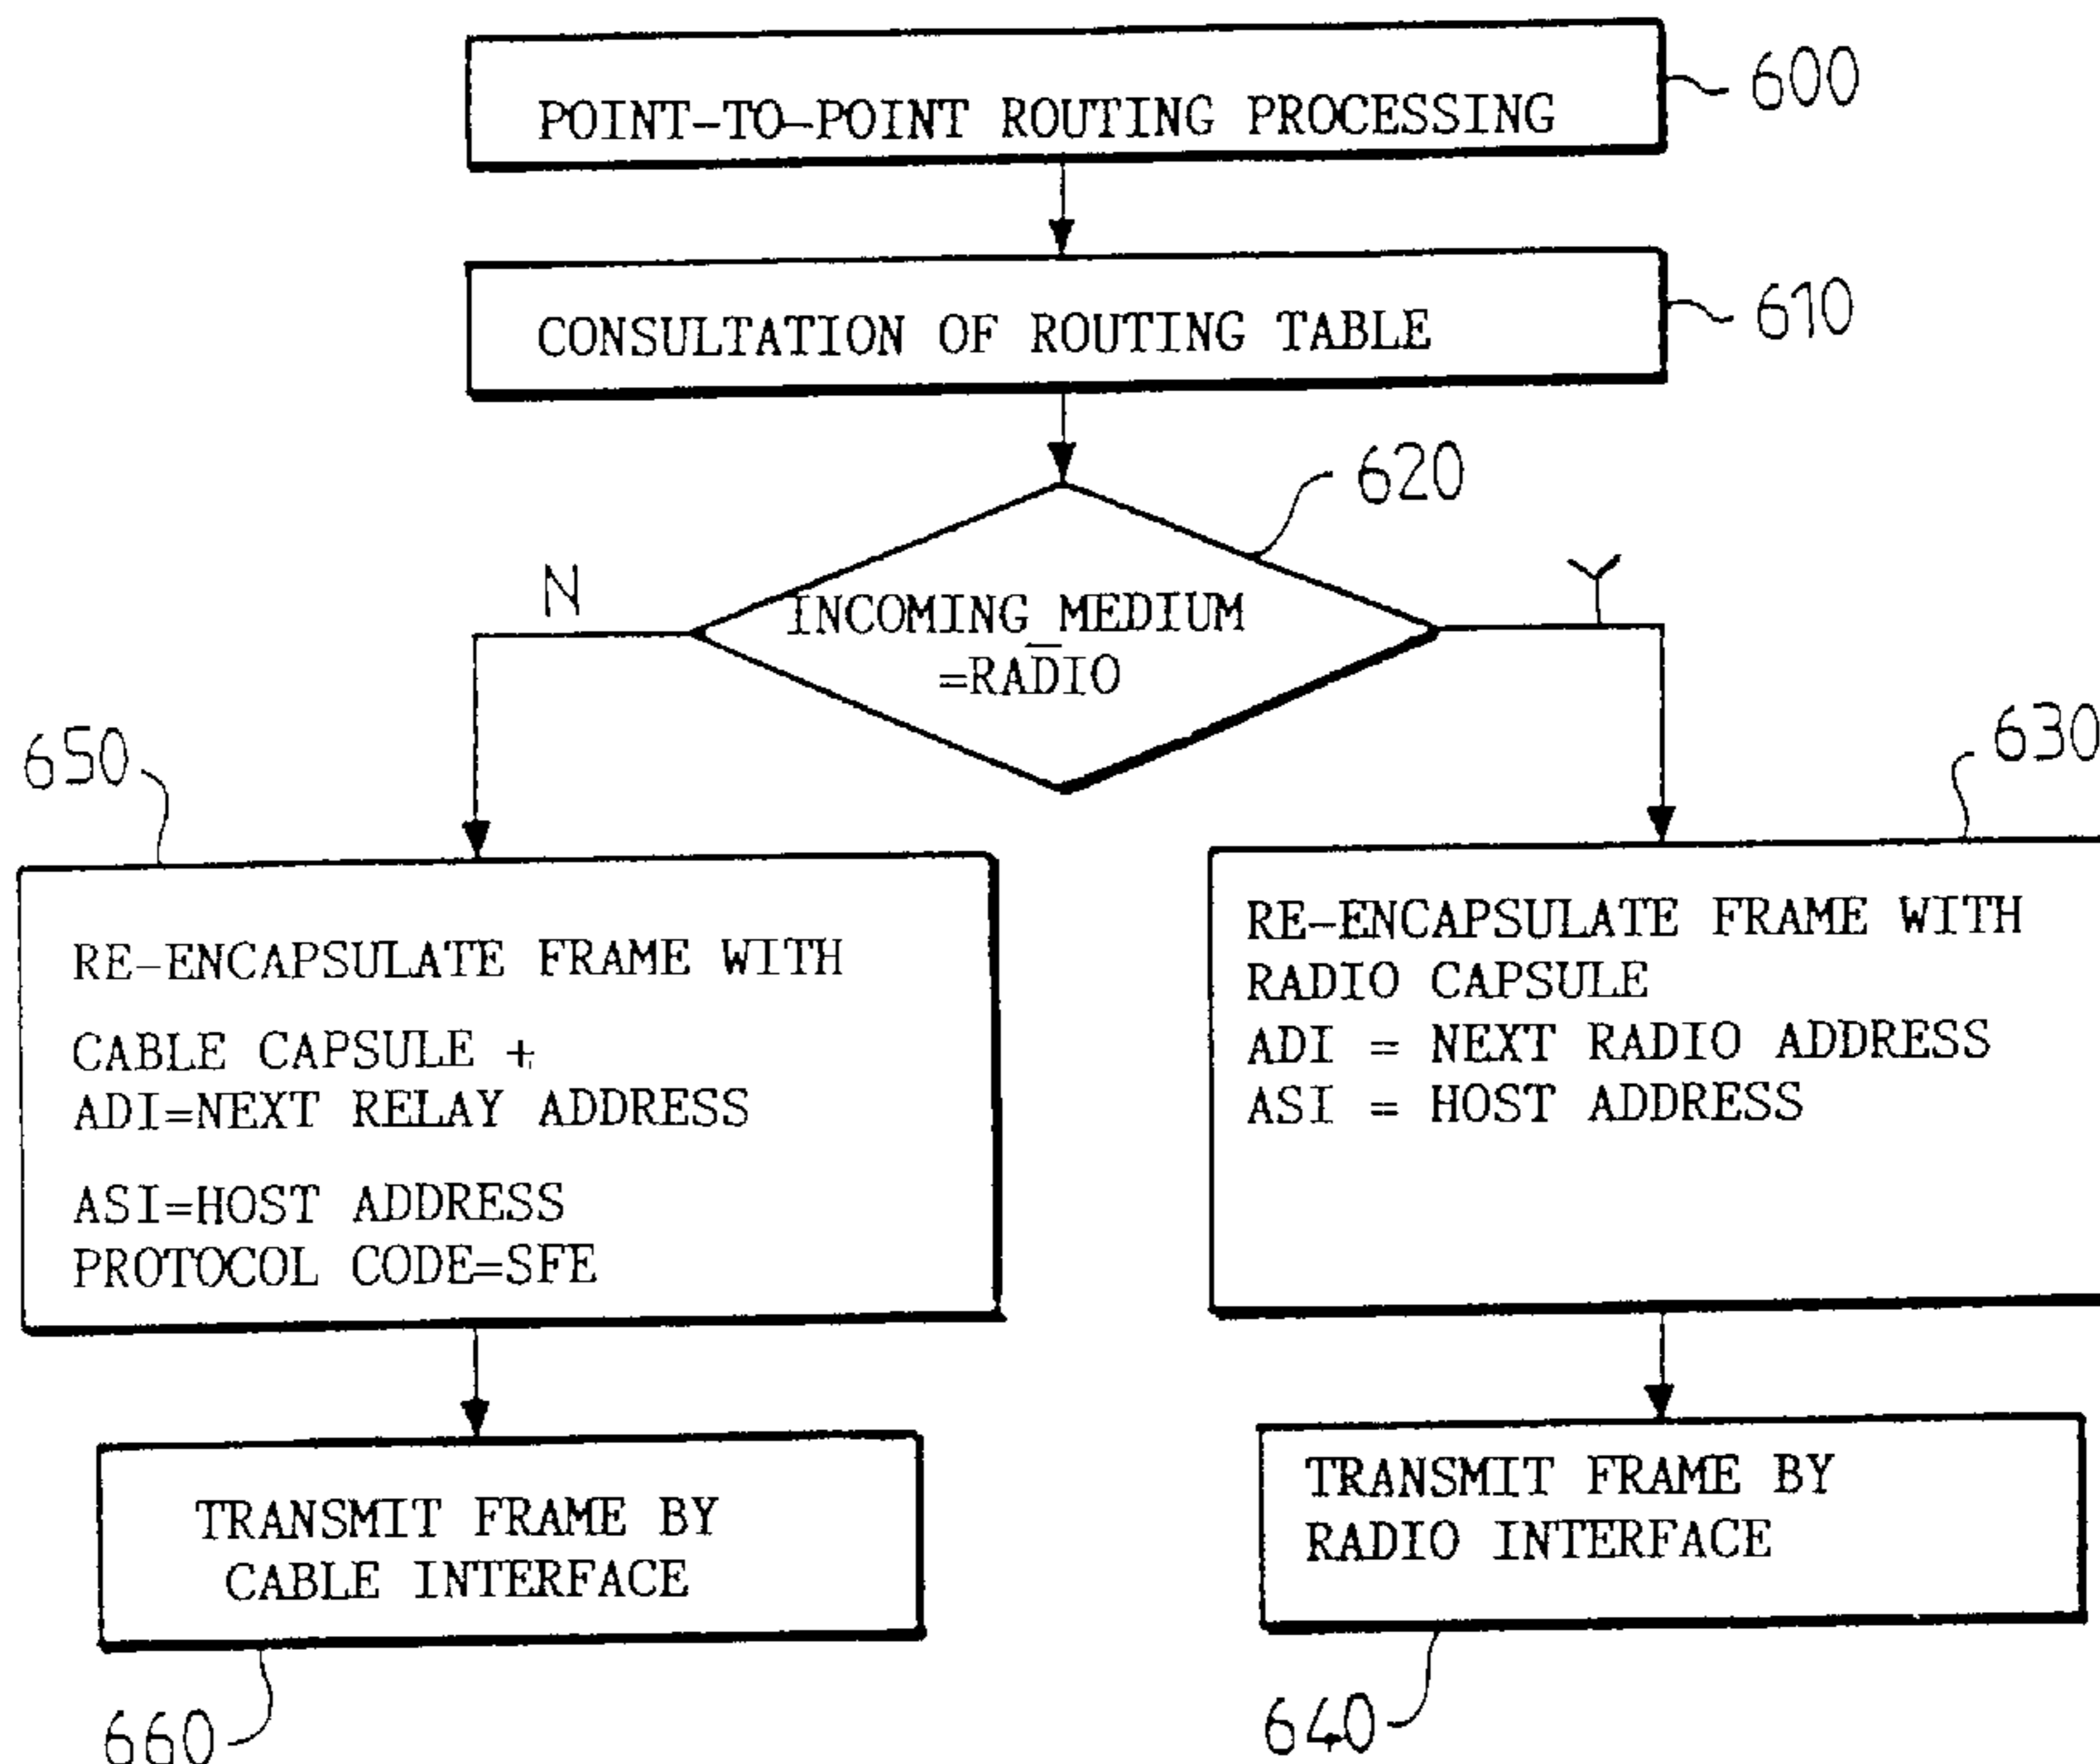 POINT-TO-POINT ROUTING PROCESSING
600
CONSULTATION OF ROUTING TABLE
610
620
N
Y
INCOMING_MEDIUM
=RADIO
650
RE-ENCAPSULATE FRAME WITH
CABLE CAPSULE +
ADI=NEXT RELAY ADDRESS
ASI=HOST ADDRESS
PROTOCOL CODE=SFE
630
RE-ENCAPSULATE FRAME WITH
RADIO CAPSULE
ADI = NEXT RADIO ADDRESS
ASI = HOST ADDRESS
TRANSMIT FRAME BY
CABLE INTERFACE
660
TRANSMIT FRAME BY
RADIO INTERFACE
640